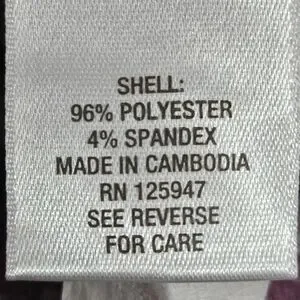 SHELL:
96% POLYESTER
4% SPANDEX
MADE IN CAMBODIA
RN 125947
SEE REVERSE
FOR CARE